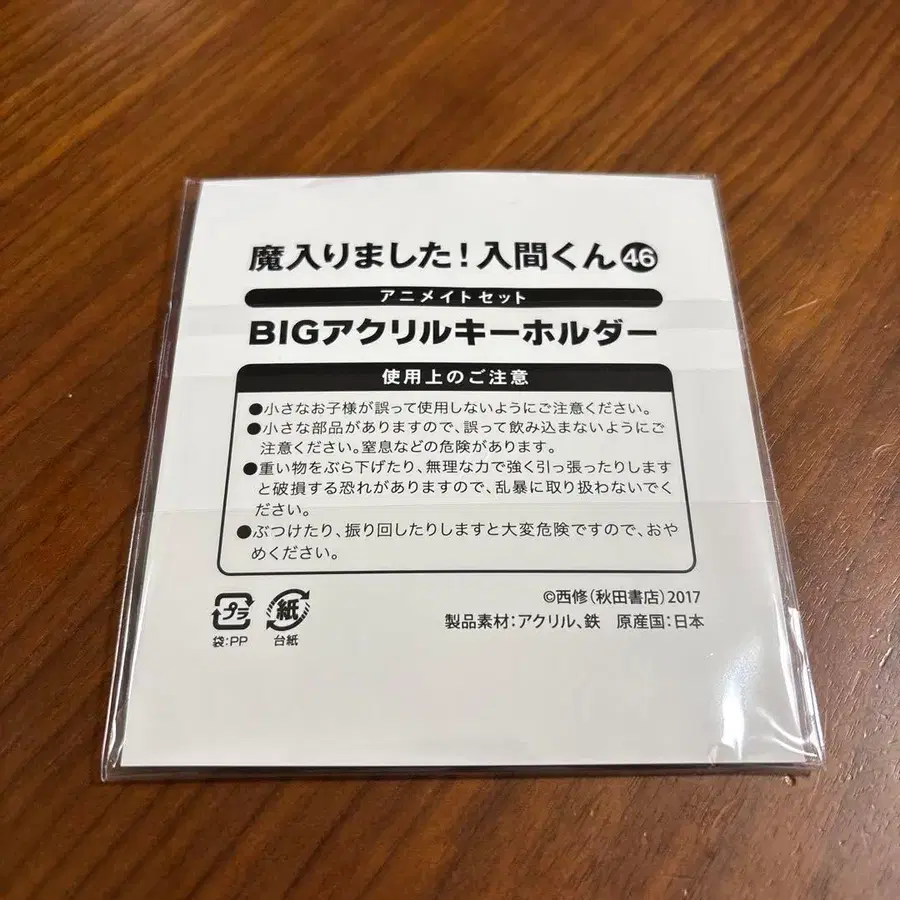 魔入りました！入間くん46
アニメイトセット
BIGアクリルキーホルダー
使用上のご注意
●小さなお子様が誤って使用しないようにご注意ください。
●小さな部品がありますので、誤って飲み込まないようにご
注意ください。窒息などの危険があります。
●重い物をぶら下げたり、無理な力で強く引っ張ったりします
と破損する恐れがありますので、乱暴に取り扱わないでく
ださい。
●ぶつけたり、振り回したりしますと大変危険ですので、おや
めください。
©西修（秋田書店）2017
製品素材：アクリル、鉄　原産国：日本
プラ
袋：PP
紙
台紙